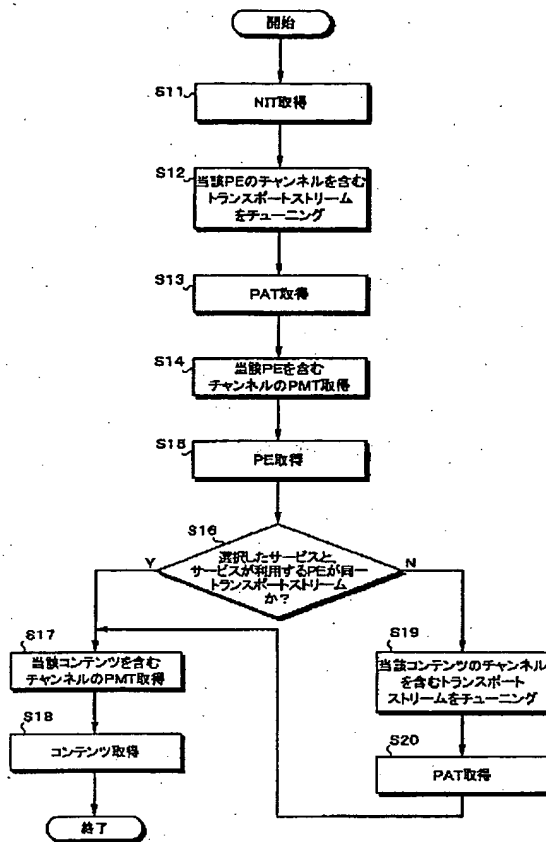 開始
S11
NIT取得
S12
当該PEのチャンネルを含む
トランスポートストリーム
をチューニング
S13
PAT取得
S14
当該PEを含む
チャンネルのPMT取得
S15
PE取得
S16
選択したサービスと、
サービスが利用するPEが同一
トランスポートストリーム
か？
Y
N
S17
当該コンテンツを含む
チャンネルのPMT取得
S18
コンテンツ取得
終了
S19
当該コンテンツのチャンネル
を含むトランスポート
ストリームをチューニング
S20
PAT取得